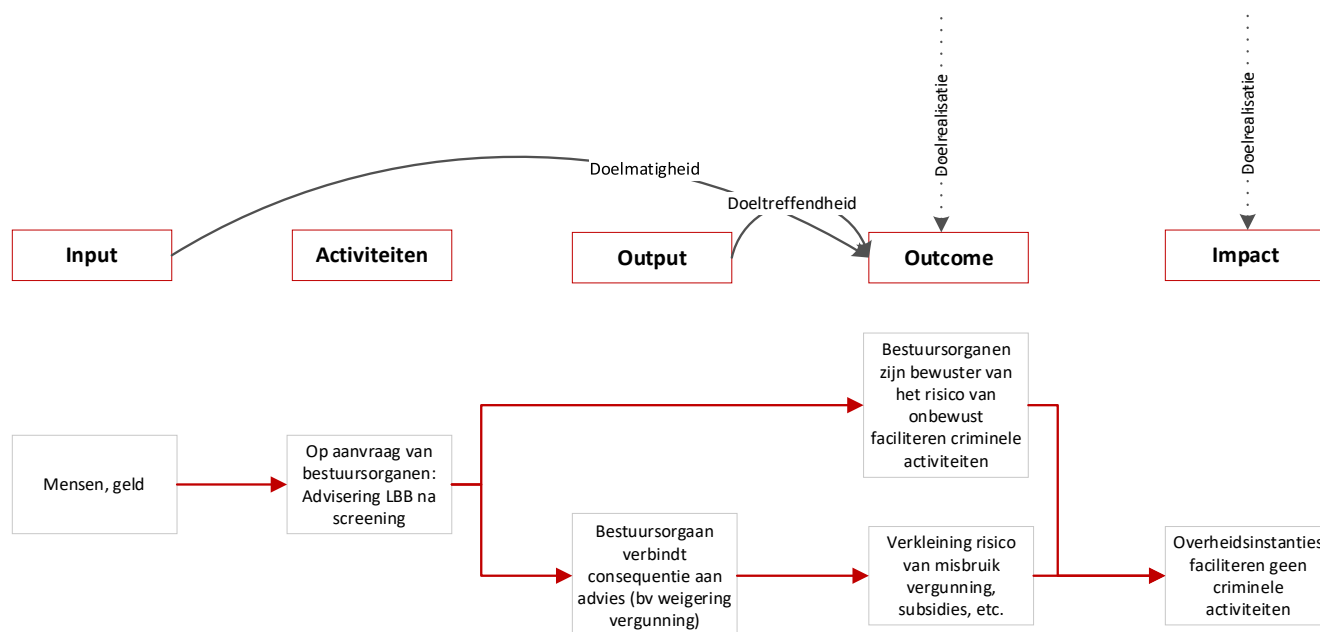 Doelrealisatie
Doelrealisatie
Doelmatigheid
Doeltreffendheid
Input
Activiteiten
Output
Outcome
Impact
Bestuursorganen
zijn bewuster van
het risico van
onbewust
faciliteren criminele
activiteiten
Mensen, geld
Op aanvraag van
bestuursorganen:
Advisering LBB na
screening
Bestuursorgaan
verbindt
consequentie aan
advies (bv weigering
vergunning)
Verkleining risico
van misbruik
vergunning,
subsidies, etc.
Overheidsinstanties
faciliteren geen
criminele
activiteiten